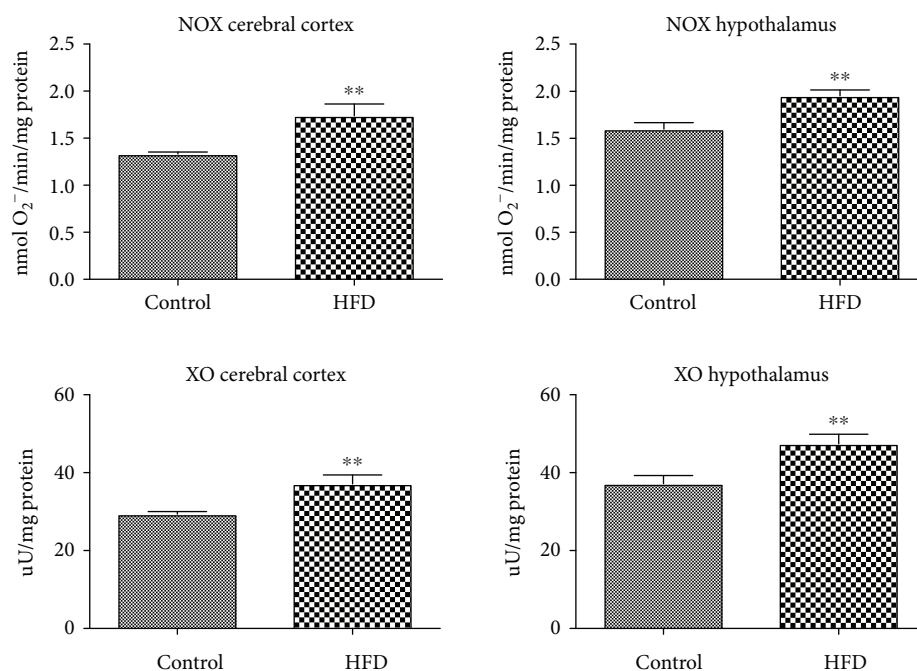 NOX cerebral cortex
nmol O₂⁻/min/mg protein
2.5
2.0
1.5
1.0
0.5
0.0
**
Control
HFD
NOX hypothalamus
nmol O₂⁻/min/mg protein
2.5
2.0
1.5
1.0
0.5
0.0
**
Control
HFD
XO cerebral cortex
uU/mg protein
60
40
20
0
**
Control
HFD
XO hypothalamus
uU/mg protein
60
40
20
0
**
Control
HFD